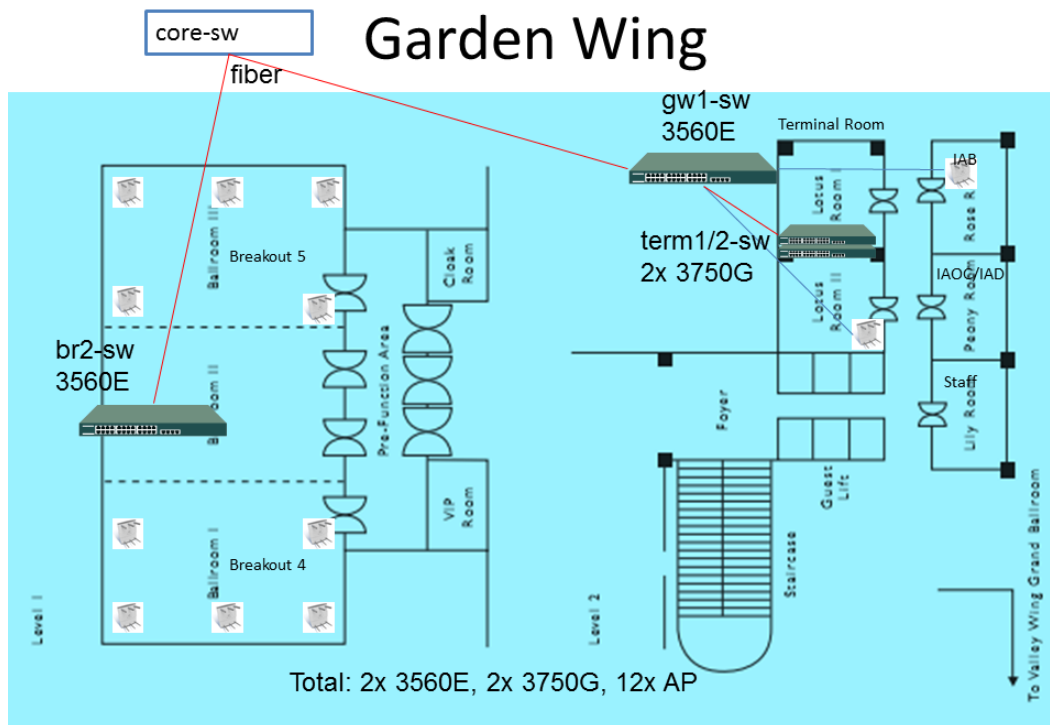 core-sw
Garden Wing
fiber
gw1-sw
3560E
Terminal Room
IAB
Lotus
Room I
Rose R
Breakout 5
Ballroom III
Cloak
Room
term1/2-sw
2x 3750G
IAOC/IAD
Peony Room
Lotus
Room II
br2-sw
3560E
Ballroom II
Pre-Function Area
Staff
Lily Room
Foyer
Guest
Lift
VIP
Room
Ballroom I
Breakout 4
Staircase
Level 1
Level 2
To Valley Wing Grand Ballroom
Total: 2x 3560E, 2x 3750G, 12x AP